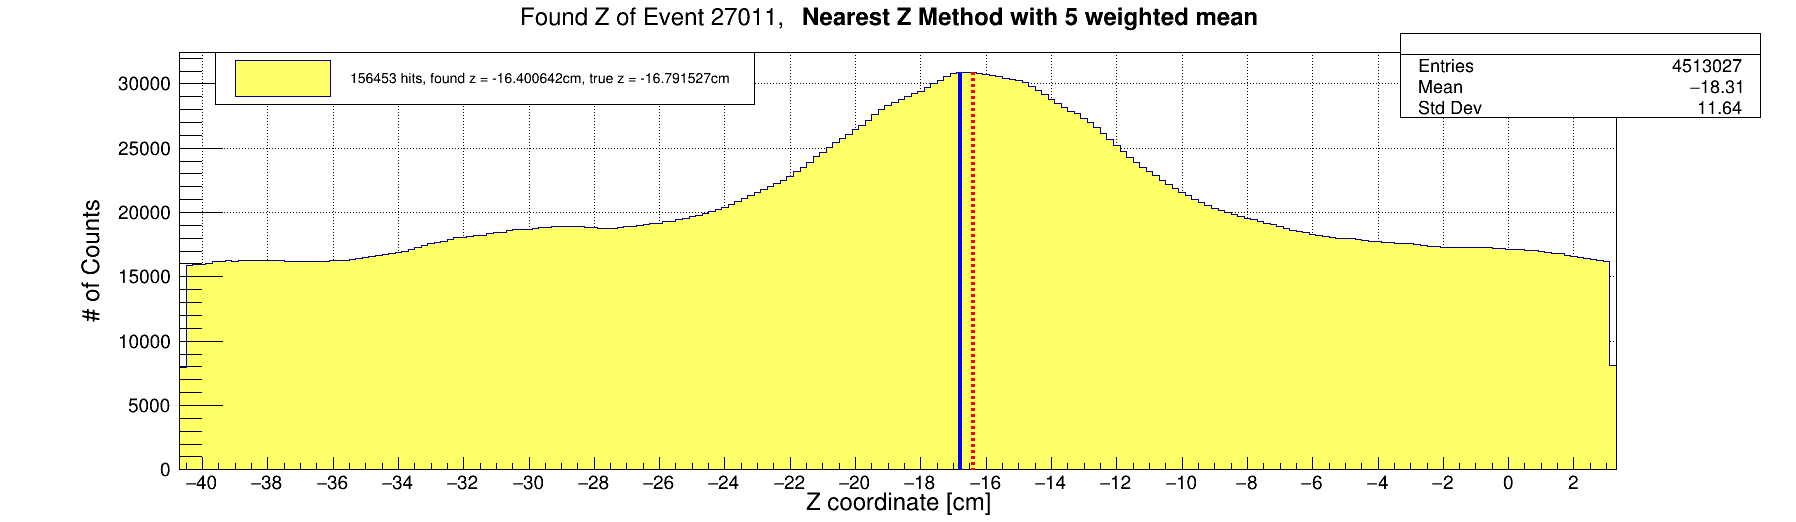 Found Z of Event 27011, Nearest Z Method with 5 weighted mean
156453 hits, found z = -16.400642cm, true z = -16.791527cm
Entries 4513027
Mean −18.31
Std Dev 11.64
# of Counts
30000
25000
20000
15000
10000
5000
0
−40 −38 −36 −34 −32 −30 −28 −26 −24 −22 −20 −18 −16 −14 −12 −10 −8 −6 −4 −2 0 2
Z coordinate [cm]